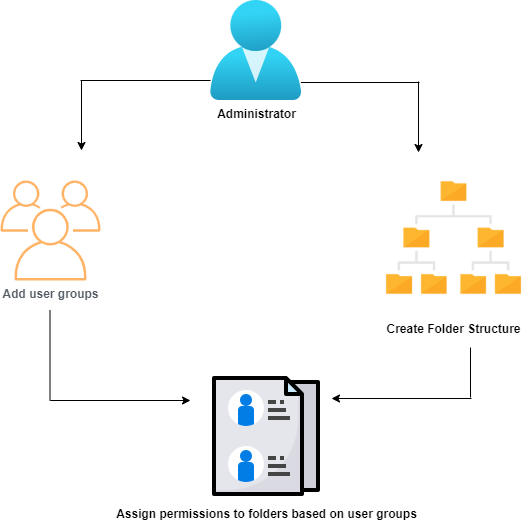 Administrator
Add user groups
Create Folder Structure
Assign permissions to folders based on user groups